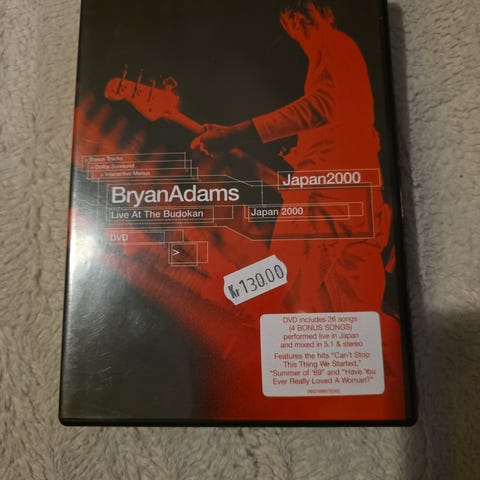 > Bonus Tracks
> Dolby Surround
> Interactive Menus
BryanAdams
Japan2000
Live At The Budokan
Japan 2000
DVD
>
Kr130.00
DVD includes 26 songs
(4 BONUS SONGS)
performed live in Japan
and mixed in 5.1 & stereo
Features the hits "Can't Stop
This Thing We Started,"
"Summer of '69" and "Have You
Ever Really Loved A Woman?"